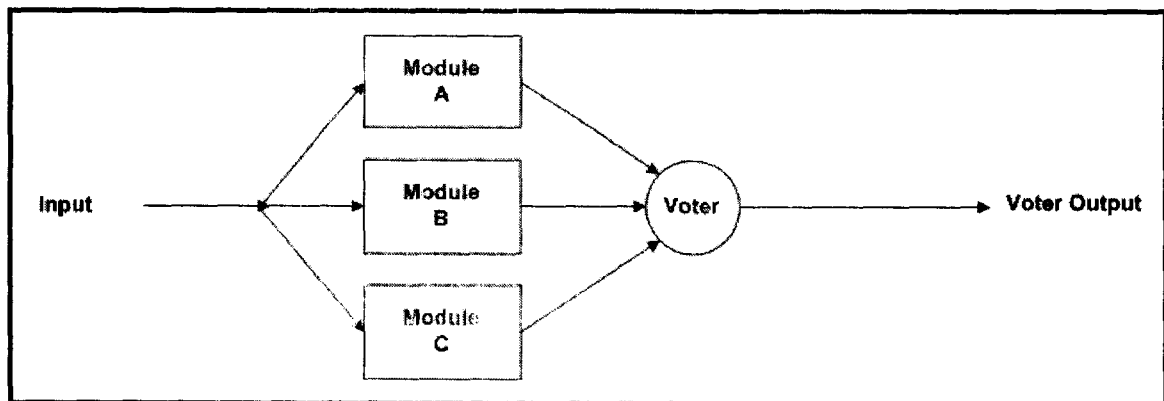 Module
A
Input
Module
B
Voter
Voter Output
Module
C